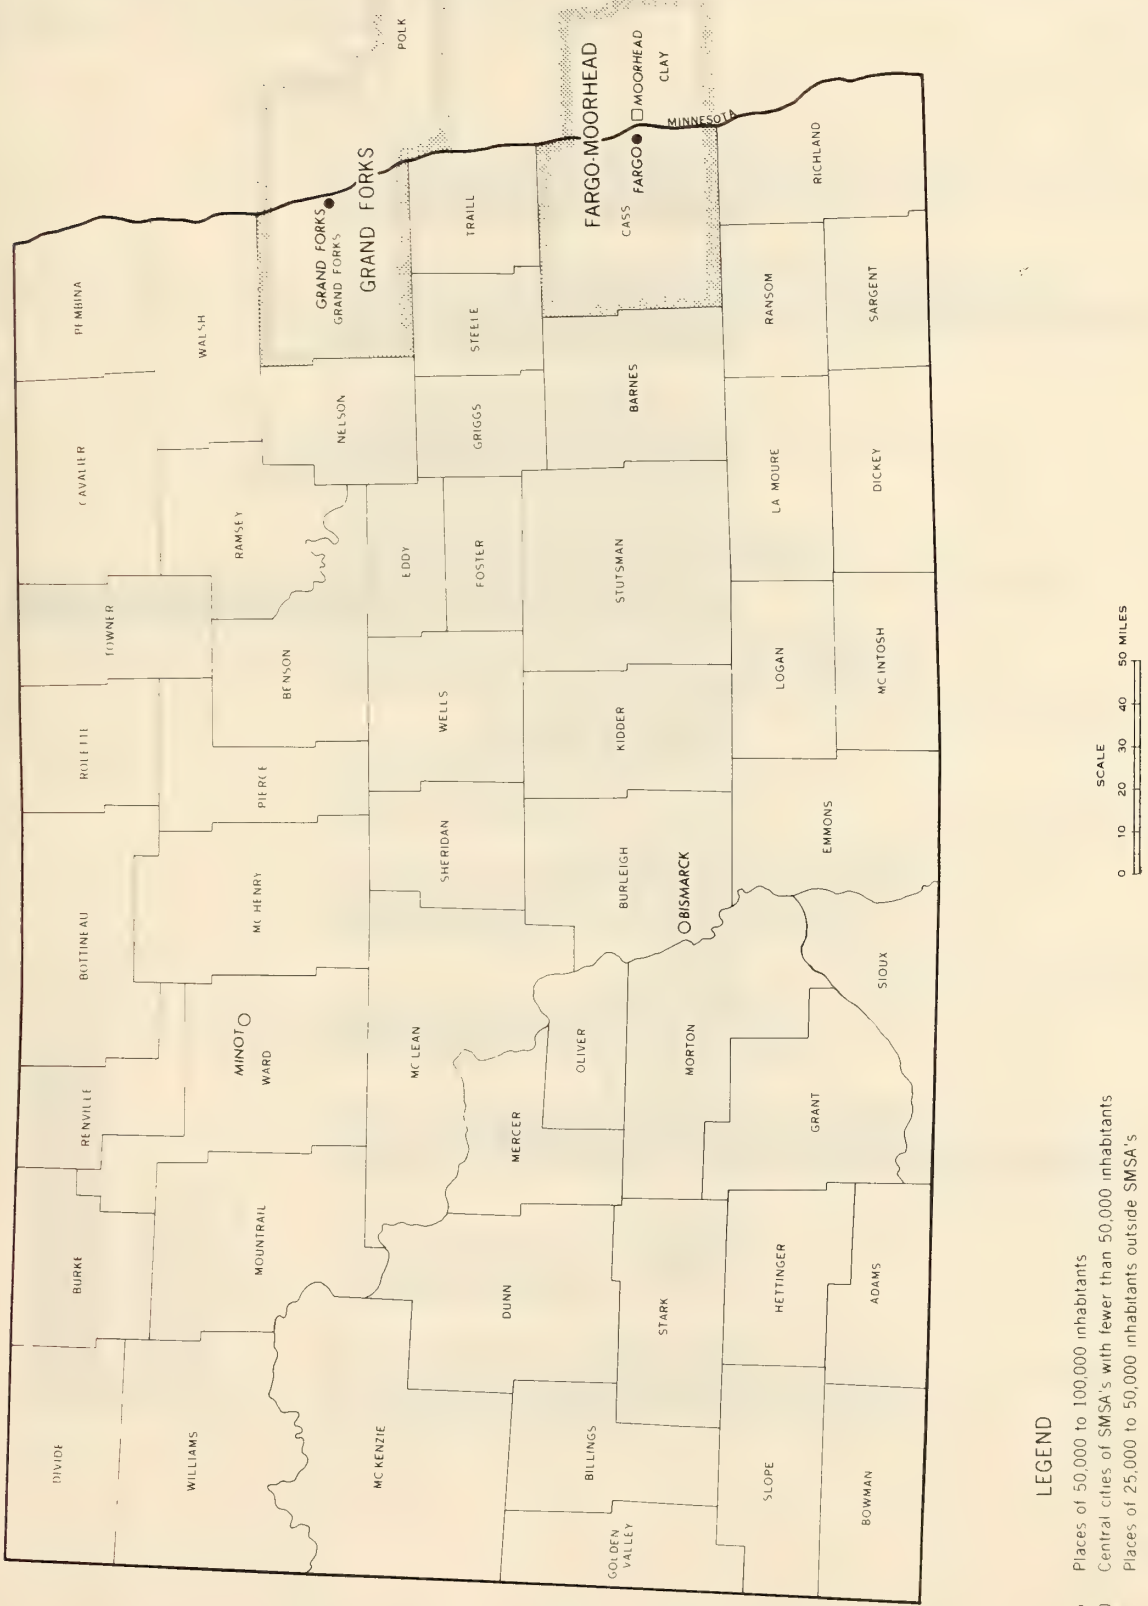 DIVIDE
BURKE
RENVILLE
BOTTINEAU
ROLETTE
TOWNER
CAVALIER
PEMBINA
WILLIAMS
MOUNTRAIL
MINOT
WARD
MC HENRY
PIERCE
BENSON
RAMSEY
WALSH
NELSON
GRAND FORKS
GRAND FORKS
GRAND FORKS
POLK
MC KENZIE
DUNN
MERCER
MC LEAN
SHERIDAN
WELLS
EDDY
FOSTER
GRIGGS
STEELE
TRAILL
GOLDEN
VALLEY
BILLINGS
STARK
OLIVER
MORTON
BURLEIGH
BISMARCK
KIDDER
STUTSMAN
BARNES
CASS
FARGO
FARGO-MOORHEAD
MOORHEAD
CLAY
MINNESOTA
SLOPE
HETTINGER
GRANT
SIOUX
EMMONS
LOGAN
LA MOURE
RANSOM
RICHLAND
BOWMAN
ADAMS
MC INTOSH
DICKEY
SARGENT
LEGEND
Places of 50,000 to 100,000 inhabitants
Central cities of SMSA's with fewer than 50,000 inhabitants
Places of 25,000 to 50,000 inhabitants outside SMSA's
SCALE
0 10 20 30 40 50 MILES